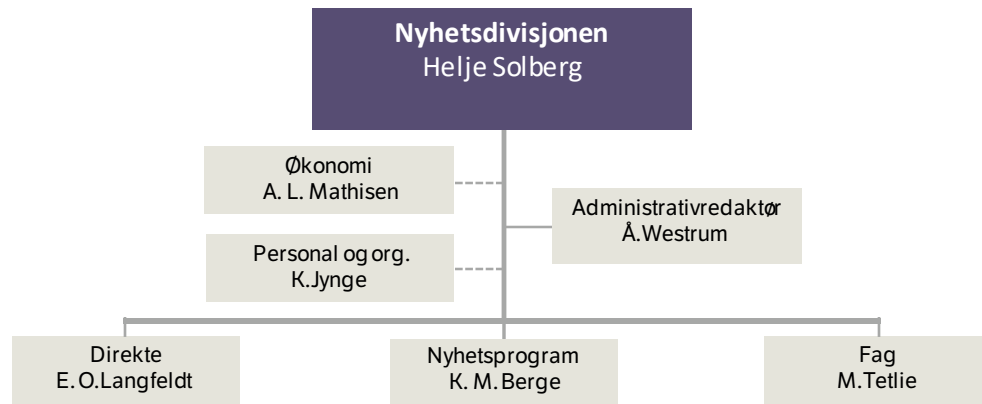 Nyhetsdivisjonen
Helje Solberg
Økonomi
A. L. Mathisen
Administrativredaktør
Å.Westrum
Personal og org.
K.Jynge
Direkte
E. O.Langfeldt
Nyhetsprogram
K. M.Berge
Fag
M.Tetlie